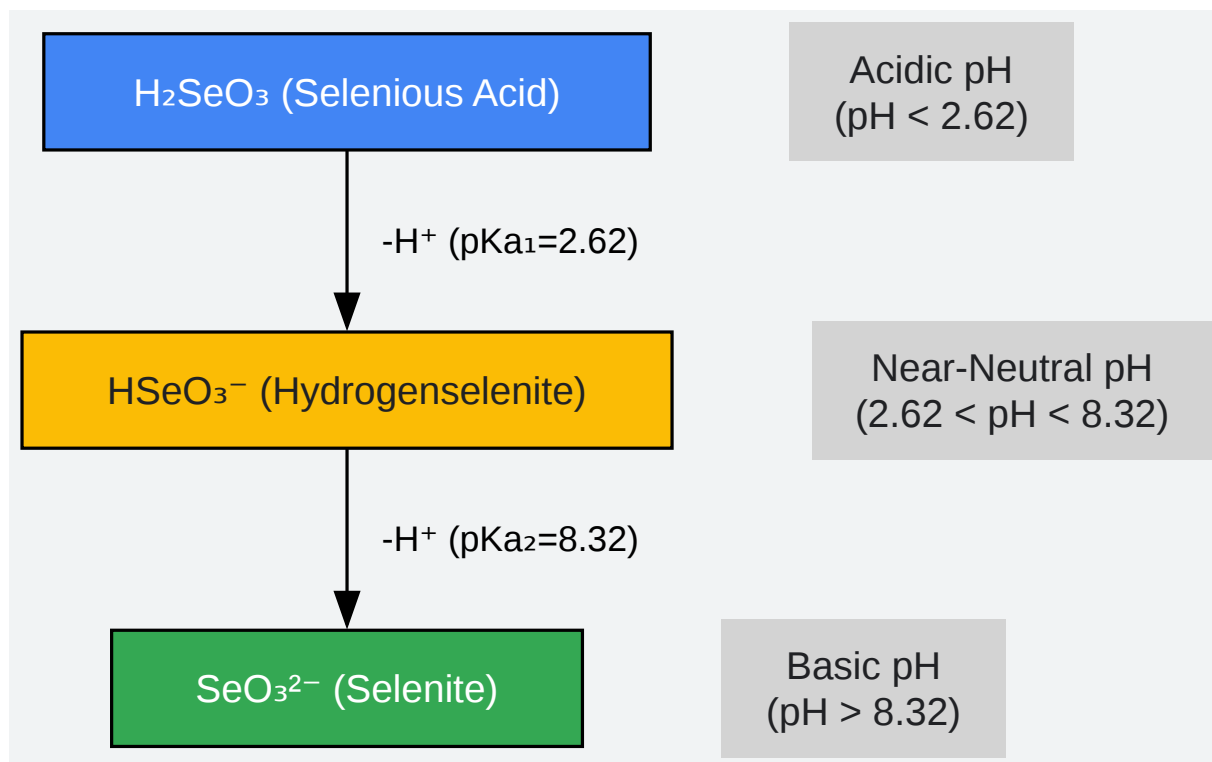 H₂SeO₃ (Selenious Acid)
Acidic pH
(pH < 2.62)
-H⁺ (pKa₁=2.62)
HSeO₃⁻ (Hydrogenselenite)
Near-Neutral pH
(2.62 < pH < 8.32)
-H⁺ (pKa₂=8.32)
SeO₃²⁻ (Selenite)
Basic pH
(pH > 8.32)